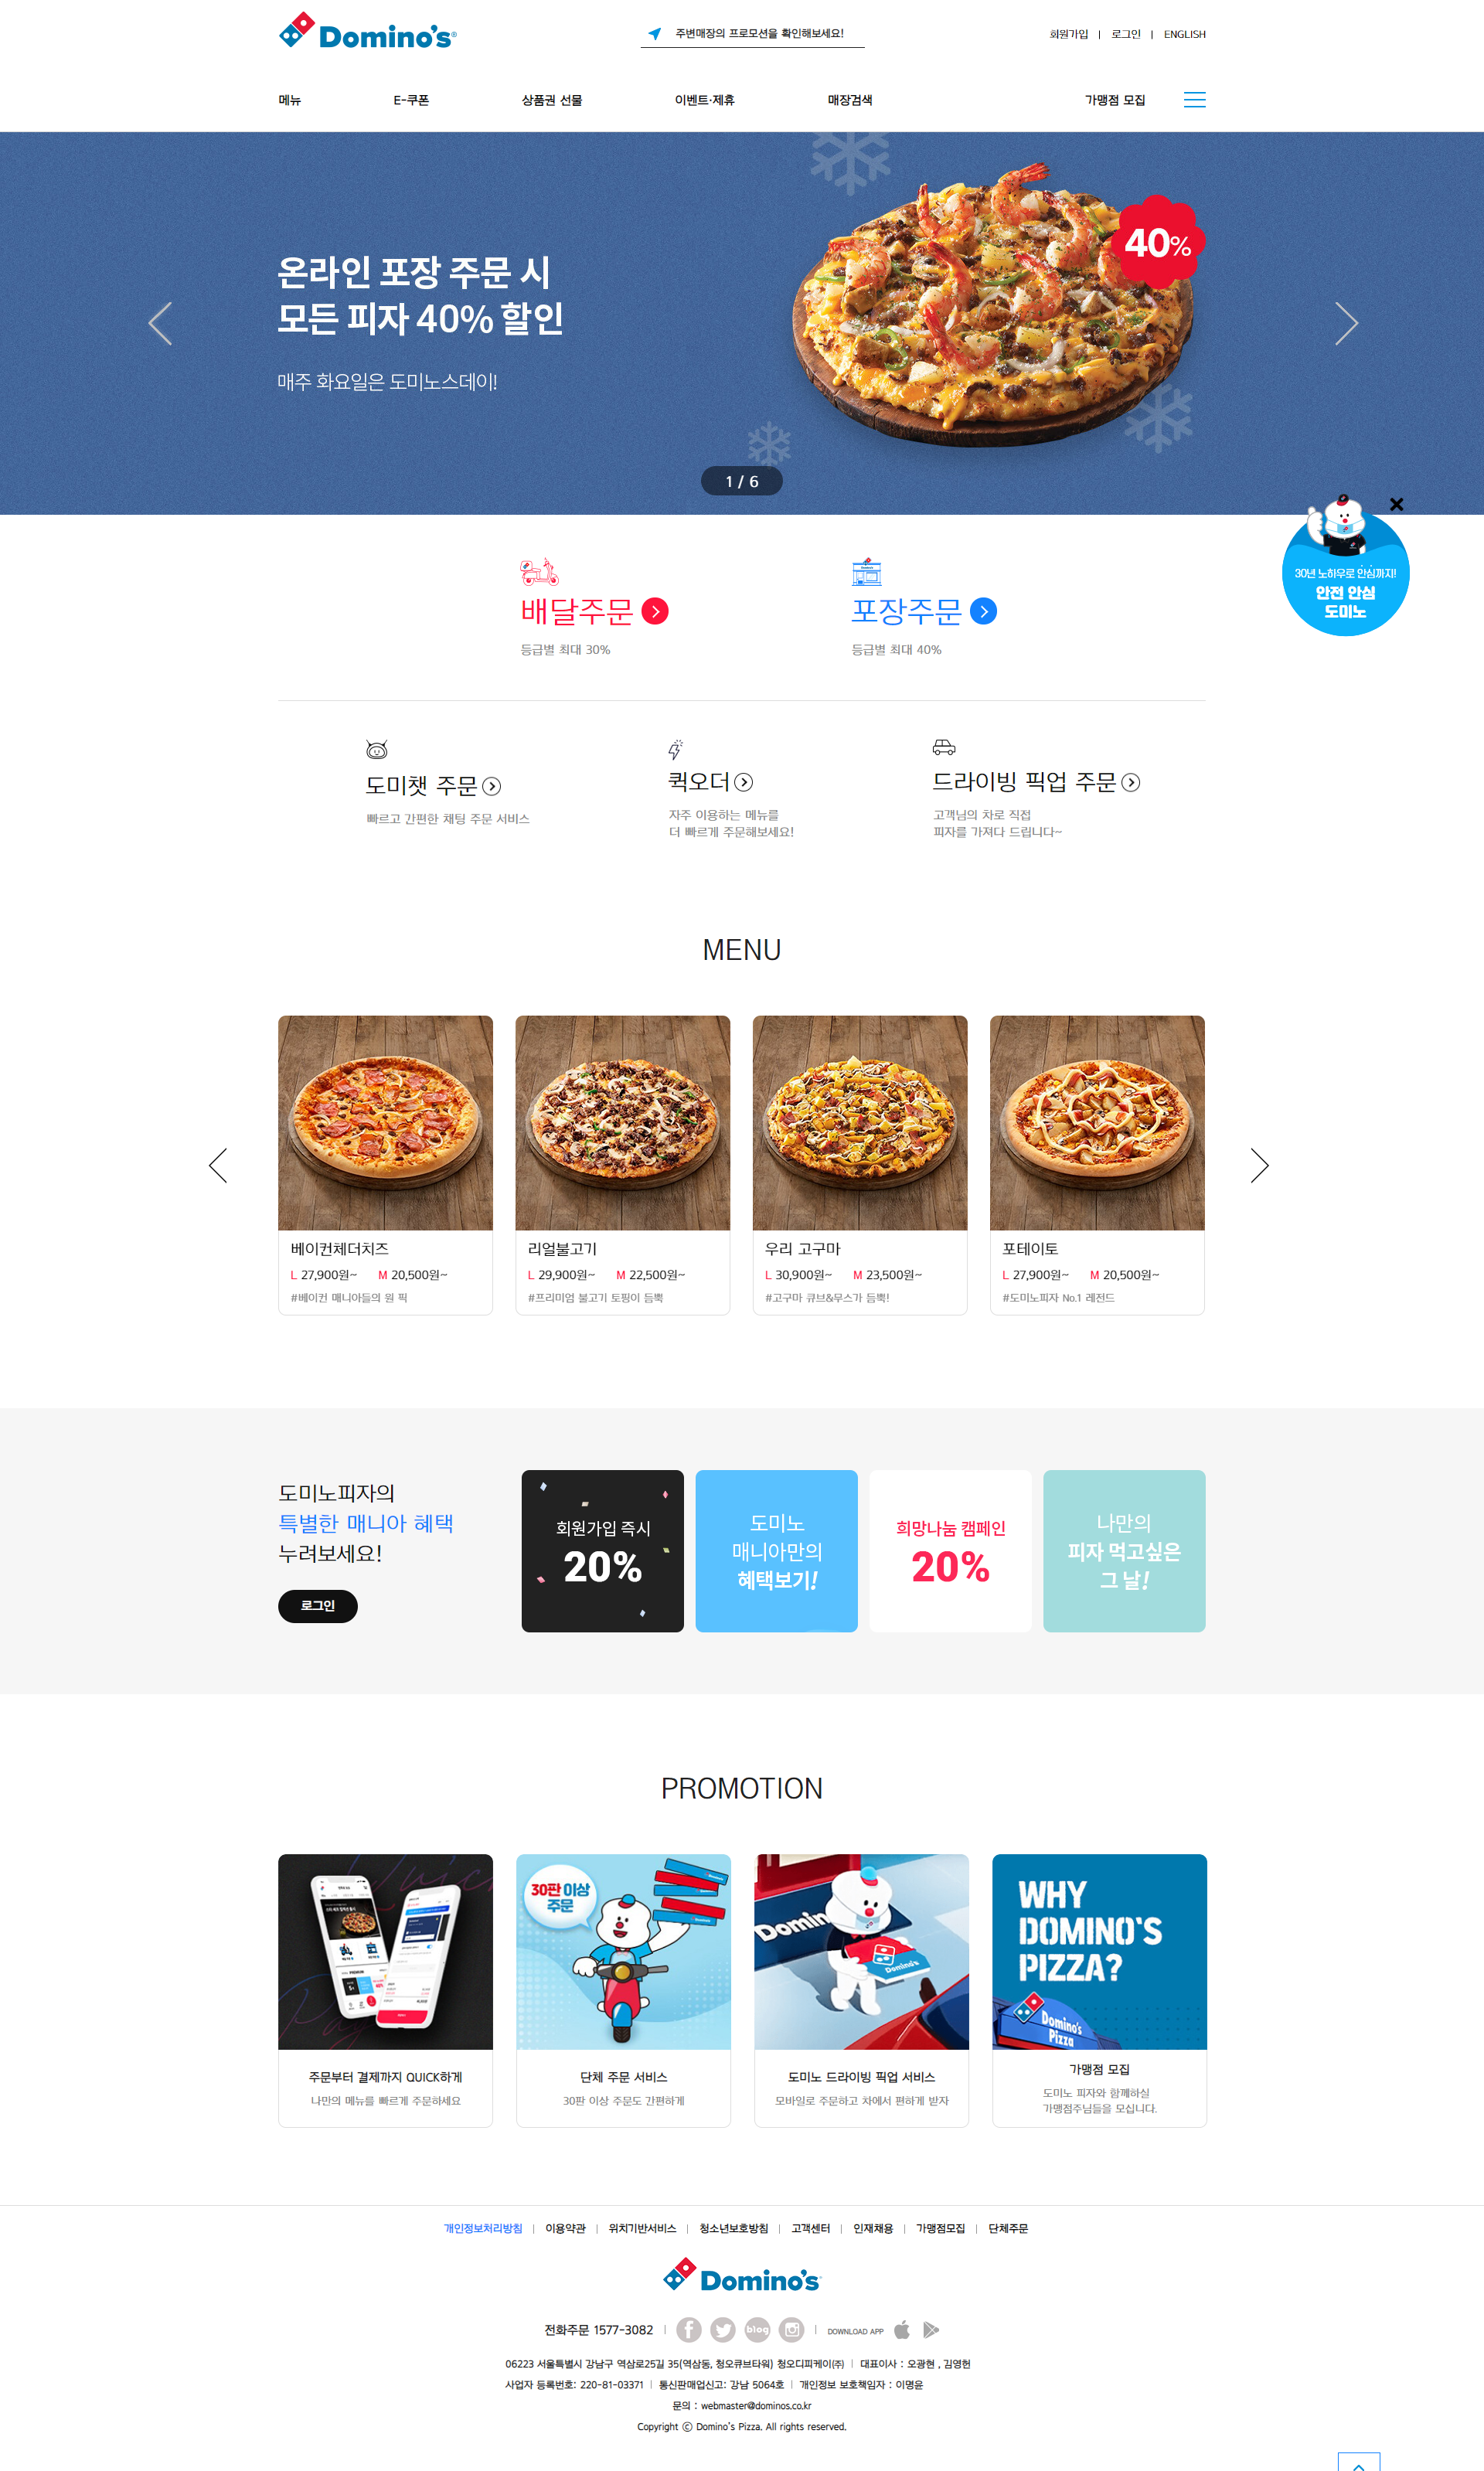 Domino's
주변매장의 프로모션을 확인해보세요!
회원가입 | 로그인 | ENGLISH
메뉴 E-쿠폰 상품권 선물 이벤트·제휴 매장검색 가맹점 모집
온라인 포장 주문 시
모든 피자 40% 할인
매주 화요일은 도미노스데이!
40%
1 / 6
30년 노하우로 안심까지!
안전 안심
도미노
배달주문
등급별 최대 30%
포장주문
등급별 최대 40%
도미챗 주문
빠르고 간편한 채팅 주문 서비스
퀵오더
자주 이용하는 메뉴를
더 빠르게 주문해보세요!
드라이빙 픽업 주문
고객님의 차로 직접
피자를 가져다 드립니다~
MENU
베이컨체더치즈
L 27,900원~ M 20,500원~
#베이컨 매니아들의 원 픽
리얼불고기
L 29,900원~ M 22,500원~
#프리미엄 불고기 토핑이 듬뿍
우리 고구마
L 30,900원~ M 23,500원~
#고구마 큐브&무스가 듬뿍!
포테이토
L 27,900원~ M 20,500원~
#도미노피자 No.1 레전드
도미노피자의
특별한 매니아 혜택
누려보세요!
로그인
회원가입 즉시
20%
도미노
매니아만의
혜택보기!
희망나눔 캠페인
20%
나만의
피자 먹고싶은
그 날!
PROMOTION
주문부터 결제까지 QUICK하게
나만의 메뉴를 빠르게 주문하세요
30판 이상
주문
단체 주문 서비스
30판 이상 주문도 간편하게
Domin
Domino's
도미노 드라이빙 픽업 서비스
모바일로 주문하고 차에서 편하게 받자
WHY
DOMINO'S
PIZZA?
Domino's
Pizza
가맹점 모집
도미노 피자와 함께하실
가맹점주님들을 모십니다.
개인정보처리방침 | 이용약관 | 위치기반서비스 | 청소년보호방침 | 고객센터 | 인재채용 | 가맹점모집 | 단체주문
Domino's
전화주문 1577-3082 | blog | DOWNLOAD APP
06223 서울특별시 강남구 역삼로25길 35(역삼동, 청오큐브타워) 청오디피케이(주) | 대표이사 : 오광현 , 김영헌
사업자 등록번호: 220-81-03371 | 통신판매업신고: 강남 5064호 | 개인정보 보호책임자 : 이명윤
문의 : webmaster@dominos.co.kr
Copyright ⓒ Domino's Pizza. All rights reserved.